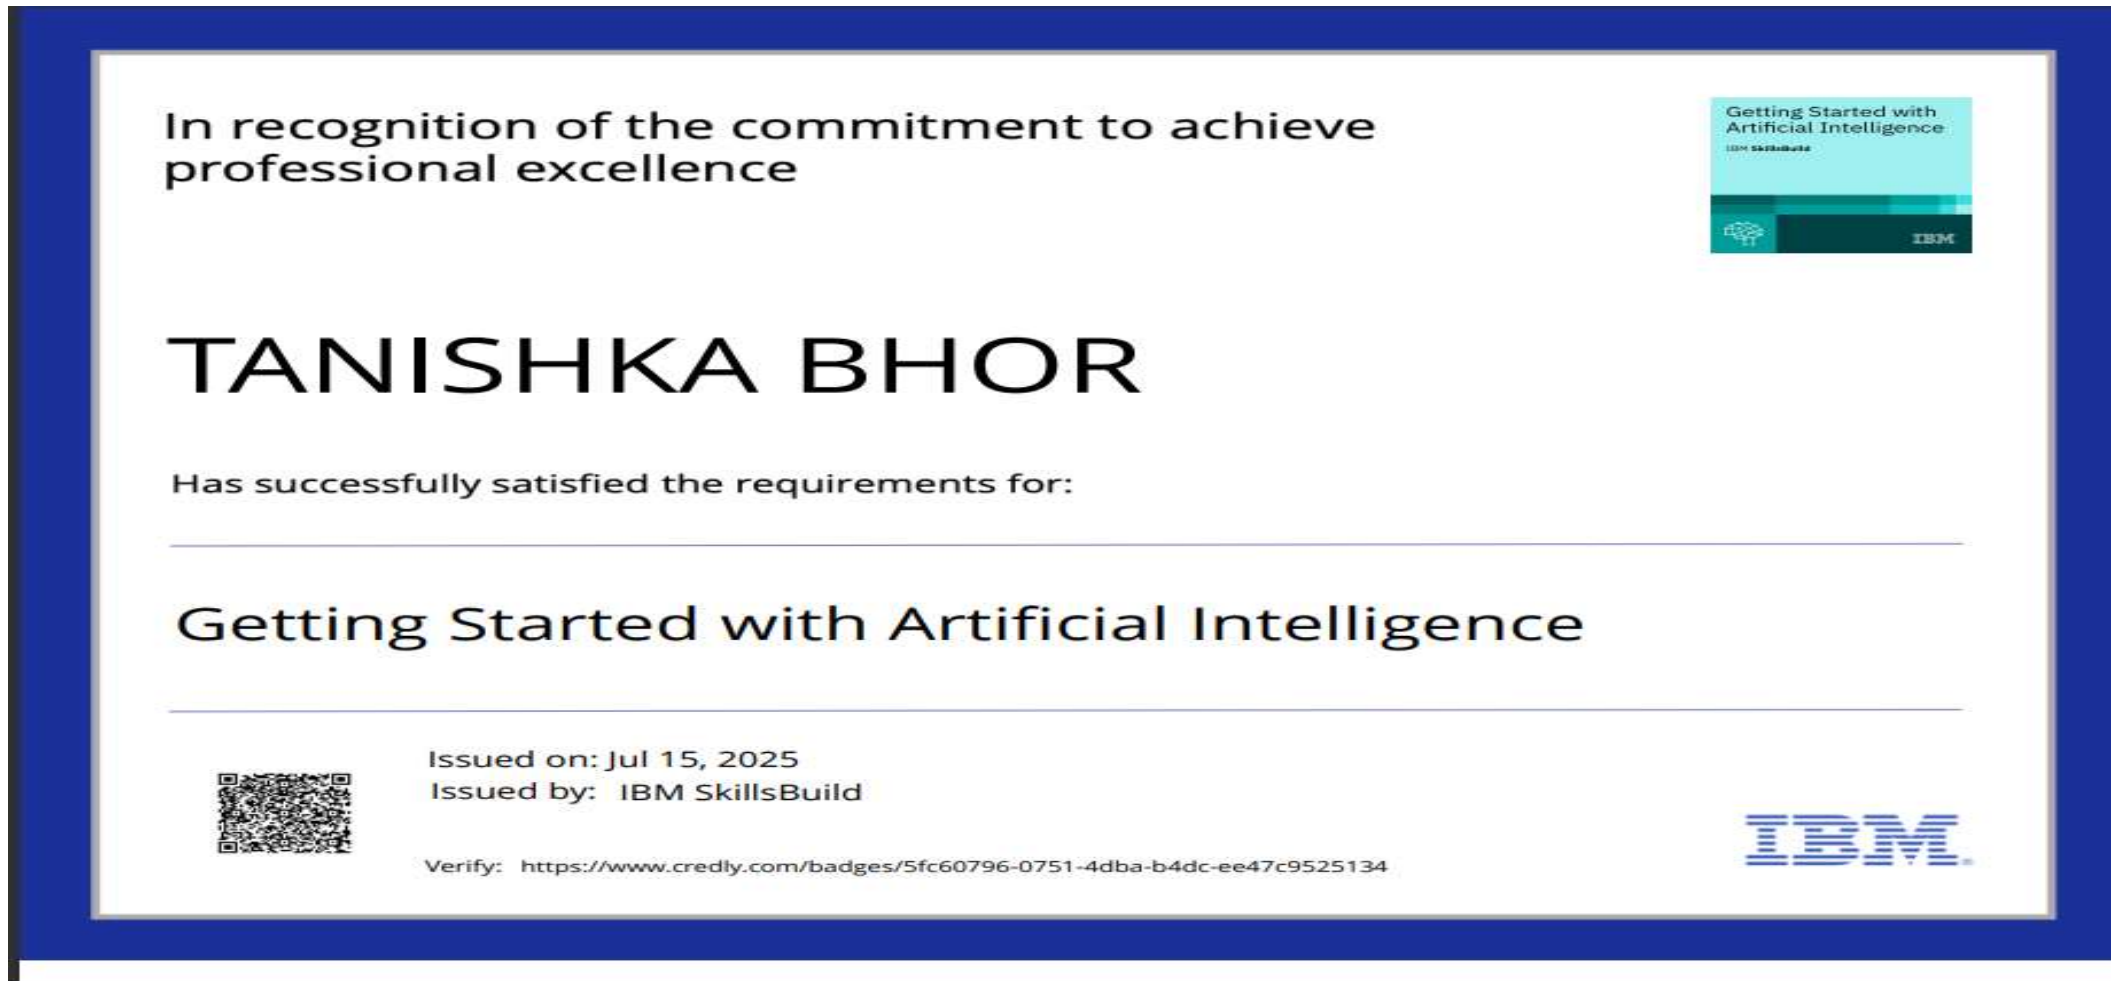 In recognition of the commitment to achieve
professional excellence
Getting Started with
Artificial Intelligence
IBM SkillsBuild
IBM
TANISHKA BHOR
Has successfully satisfied the requirements for:
Getting Started with Artificial Intelligence
Issued on: Jul 15, 2025
Issued by: IBM SkillsBuild
Verify: https://www.credly.com/badges/5fc60796-0751-4dba-b4dc-ee47c9525134
IBM